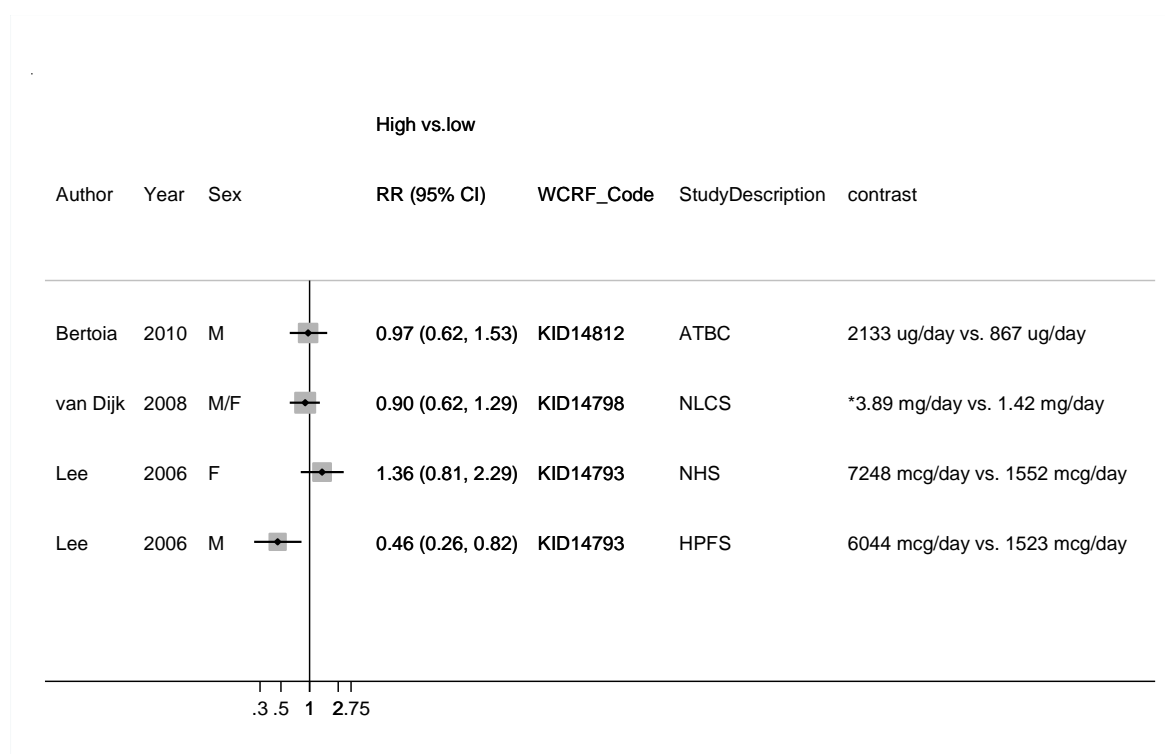 .
High vs.low
Author Year Sex RR (95% CI) WCRF_Code StudyDescription contrast
Bertoia 2010 M 0.97 (0.62, 1.53) KID14812 ATBC 2133 ug/day vs. 867 ug/day
van Dijk 2008 M/F 0.90 (0.62, 1.29) KID14798 NLCS *3.89 mg/day vs. 1.42 mg/day
Lee 2006 F 1.36 (0.81, 2.29) KID14793 NHS 7248 mcg/day vs. 1552 mcg/day
Lee 2006 M 0.46 (0.26, 0.82) KID14793 HPFS 6044 mcg/day vs. 1523 mcg/day
.3 .5 1 2 2.75